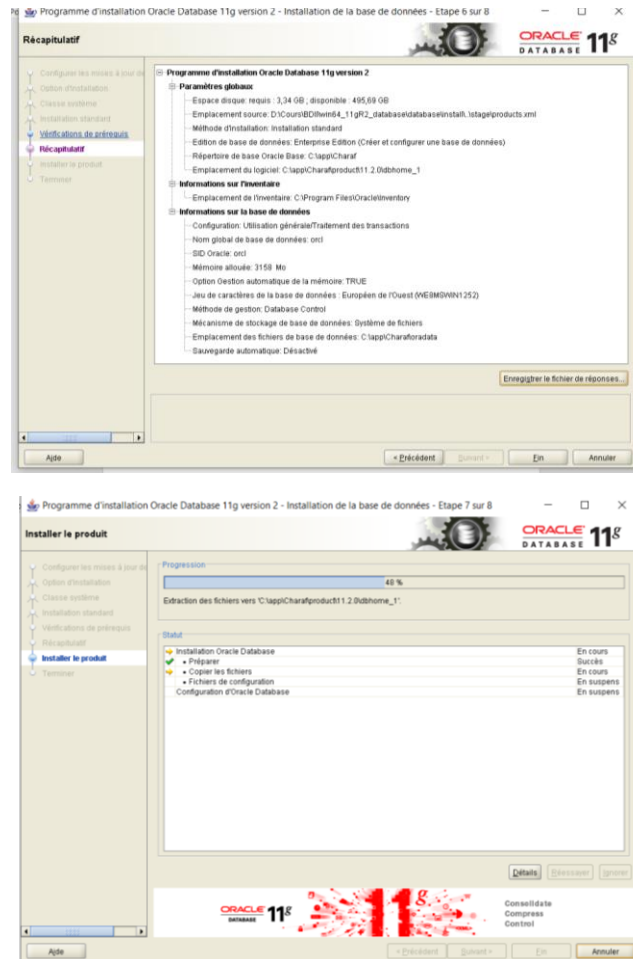 Programme d'installation Oracle Database 11g version 2 - Installation de la base de données - Etape 6 sur 8
Récapitulatif
ORACLE 11g
DATABASE
Configurer les mises à jour de
Option d'installation
Classe système
Installation standard
Vérifications de prérequis
Récapitulatif
Installer le produit
Terminer
Programme d'installation Oracle Database 11g version 2
Paramètres globaux
Espace disque: requis : 3,34 GB ; disponible : 495,69 GB
Emplacement source: D:\Cours\BDII\win64_11gR2_database\database\install\..\stage\products.xml
Méthode d'installation: Installation standard
Edition de base de données: Enterprise Edition (Créer et configurer une base de données)
Répertoire de base Oracle Base: C:\app\Charaf
Emplacement du logiciel: C:\app\Charaf\product\11.2.0\dbhome_1
Informations sur l'inventaire
Emplacement de l'inventaire: C:\Program Files\Oracle\Inventory
Informations sur la base de données
Configuration: Utilisation générale/Traitement des transactions
Nom global de base de données: orcl
SID Oracle: orcl
Mémoire allouée: 3158 Mo
Option Gestion automatique de la mémoire: TRUE
Jeu de caractères de la base de données : Européen de l'Ouest (WE8MSWIN1252)
Méthode de gestion: Database Control
Mécanisme de stockage de base de données: Système de fichiers
Emplacement des fichiers de base de données: C:\app\Charaf\oradata
Sauvegarde automatique: Désactivé
Enregistrer le fichier de réponses...
Aide
< Précédent
Suivant >
Fin
Annuler
Programme d'installation Oracle Database 11g version 2 - Installation de la base de données - Etape 7 sur 8
Installer le produit
ORACLE 11g
DATABASE
Configurer les mises à jour de
Option d'installation
Classe système
Installation standard
Vérifications de prérequis
Récapitulatif
Installer le produit
Terminer
Progression
48 %
Extraction des fichiers vers 'C:\app\Charaf\product\11.2.0\dbhome_1'.
Statut
Installation Oracle Database En cours
• Préparer Succès
• Copier les fichiers En cours
• Fichiers de configuration En suspens
Configuration d'Oracle Database En suspens
Détails
Réessayer
Ignorer
ORACLE 11g
DATABASE
11g
Consolidate
Compress
Control
Aide
< Précédent
Suivant >
Fin
Annuler